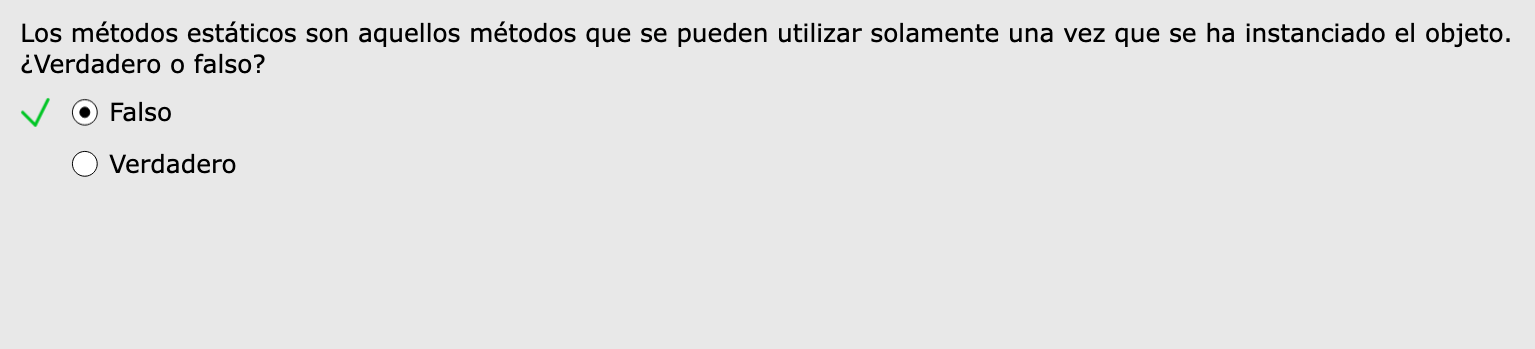 Los métodos estáticos son aquellos métodos que se pueden utilizar solamente una vez que se ha instanciado el objeto.
¿Verdadero o falso?
Falso
Verdadero